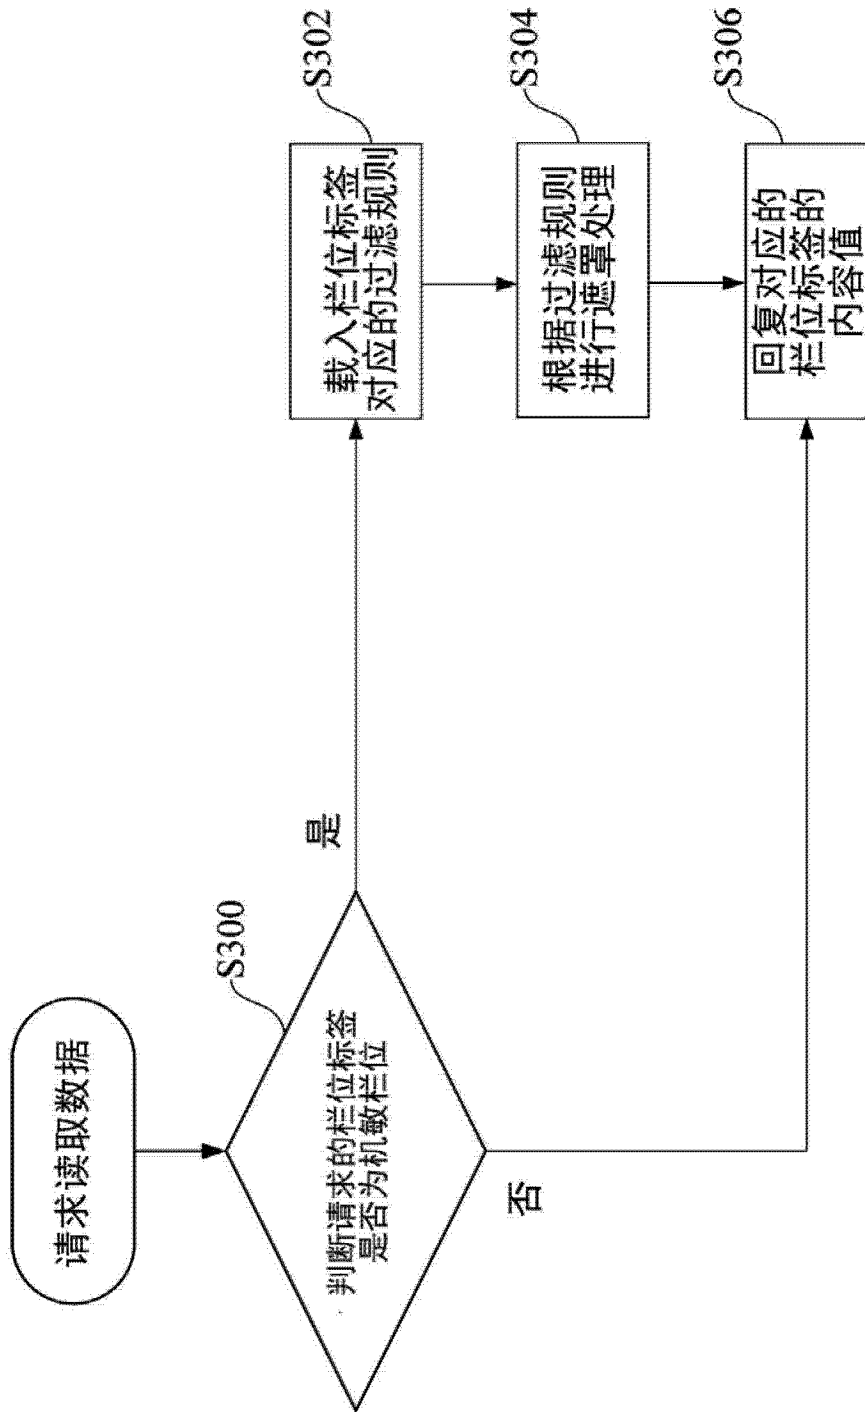 请求读取数据
S300
判断请求的栏位标签
是否为机敏栏位
是
否
S302
载入栏位标签
对应的过滤规则
S304
根据过滤规则
进行遮罩处理
S306
回复对应的
栏位标签的
内容值